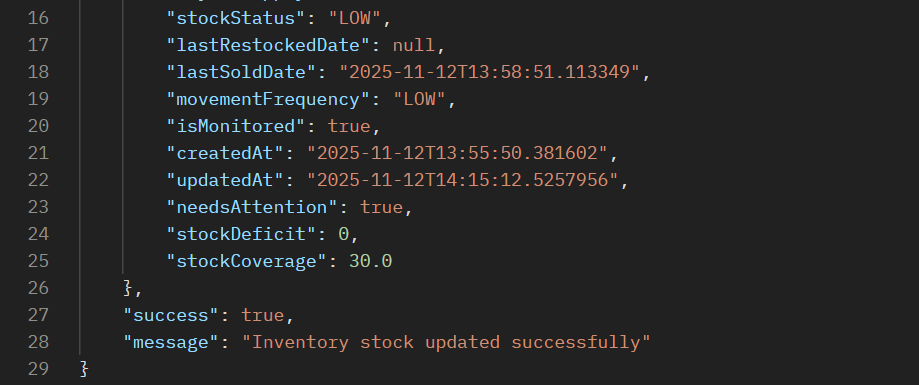 16 "stockStatus": "LOW",
17 "lastRestockedDate": null,
18 "lastSoldDate": "2025-11-12T13:58:51.113349",
19 "movementFrequency": "LOW",
20 "isMonitored": true,
21 "createdAt": "2025-11-12T13:55:50.381602",
22 "updatedAt": "2025-11-12T14:15:12.5257956",
23 "needsAttention": true,
24 "stockDeficit": 0,
25 "stockCoverage": 30.0
26 },
27 "success": true,
28 "message": "Inventory stock updated successfully"
29 }